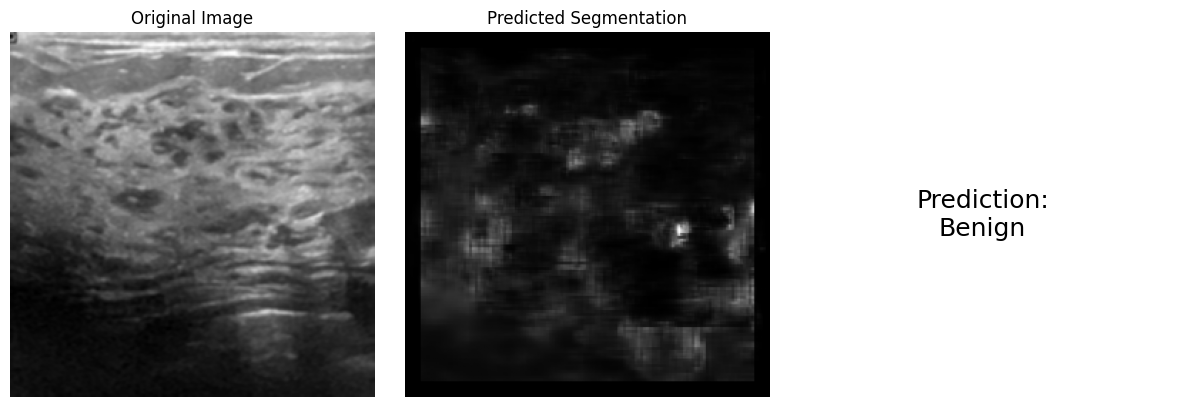 Original Image
Predicted Segmentation
Prediction:
Benign